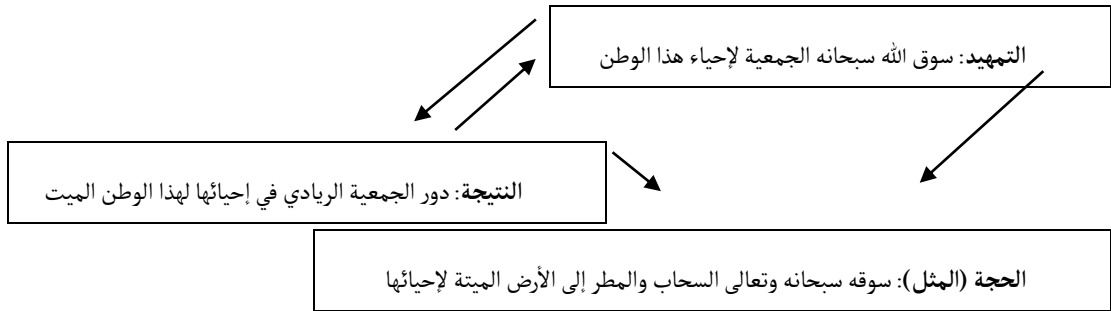 التمهيد: سوق الله سبحانه الجمعية لإحياء هذا الوطن
النتيجة: دور الجمعية الريادي في إحيائها لهذا الوطن الميت
الحجة (المثل): سوقه سبحانه وتعالى السحاب والمطر إلى الأرض الميتة لإحيائها